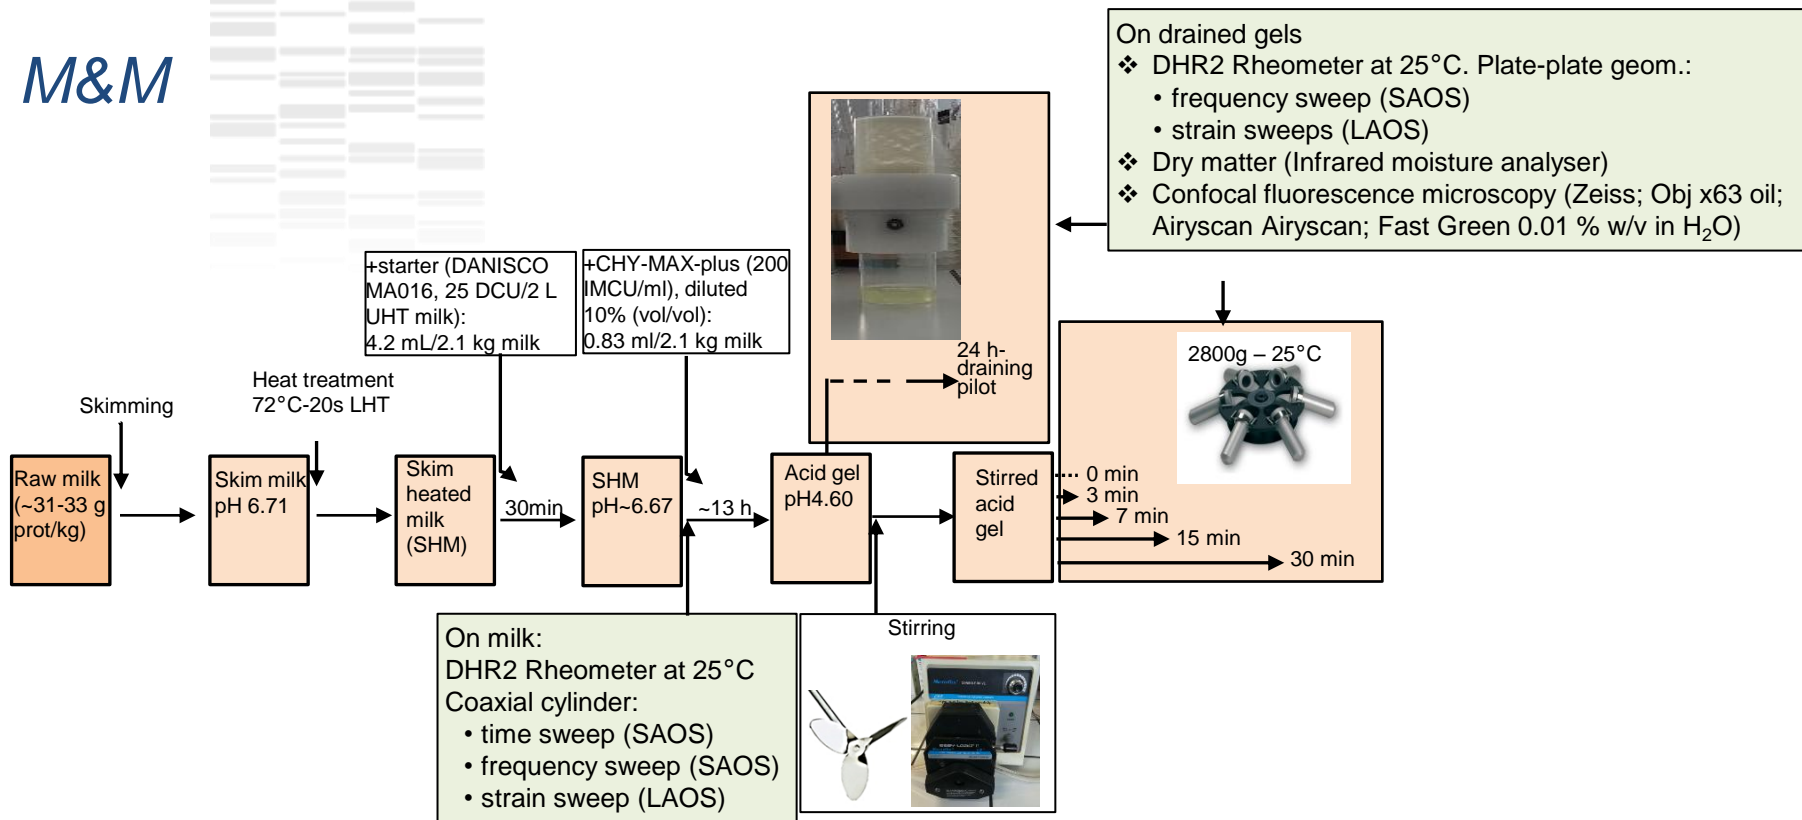 M&M
On drained gels
❖ DHR2 Rheometer at 25°C. Plate-plate geom.:
• frequency sweep (SAOS)
• strain sweeps (LAOS)
❖ Dry matter (Infrared moisture analyser)
❖ Confocal fluorescence microscopy (Zeiss; Obj x63 oil;
Airyscan Airyscan; Fast Green 0.01 % w/v in H₂O)
+starter (DANISCO
MA016, 25 DCU/2 L
UHT milk):
4.2 mL/2.1 kg milk
+CHY-MAX-plus (200
IMCU/ml), diluted
10% (vol/vol):
0.83 ml/2.1 kg milk
24 h-
draining
pilot
2800g – 25°C
Skimming
Heat treatment
72°C-20s LHT
Raw milk
(~31-33 g
prot/kg)
Skim milk
pH 6.71
Skim
heated
milk
(SHM)
30min
SHM
pH~6.67
~13 h
Acid gel
pH4.60
Stirred
acid
gel
0 min
3 min
7 min
15 min
30 min
On milk:
DHR2 Rheometer at 25°C
Coaxial cylinder:
• time sweep (SAOS)
• frequency sweep (SAOS)
• strain sweep (LAOS)
Stirring